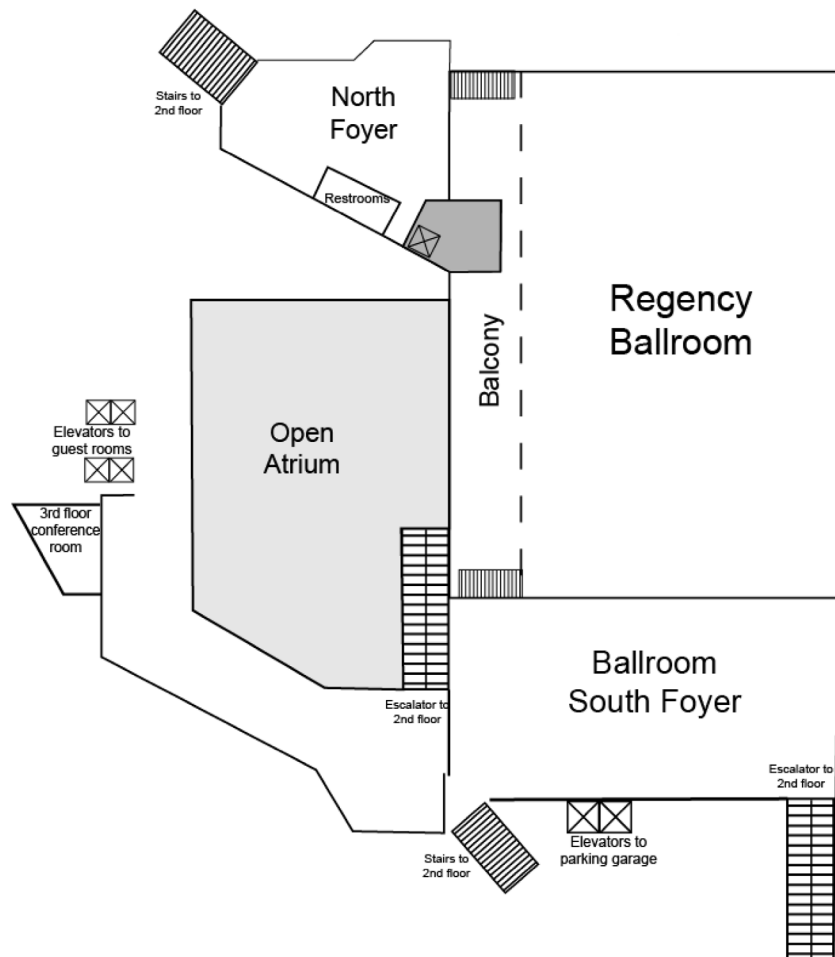 Stairs to
2nd floor
North
Foyer
Restrooms
Regency
Ballroom
Balcony
Elevators to
guest rooms
Open
Atrium
3rd floor
conference
room
Ballroom
South Foyer
Escalator to
2nd floor
Escalator to
2nd floor
Stairs to
2nd floor
Elevators to
parking garage